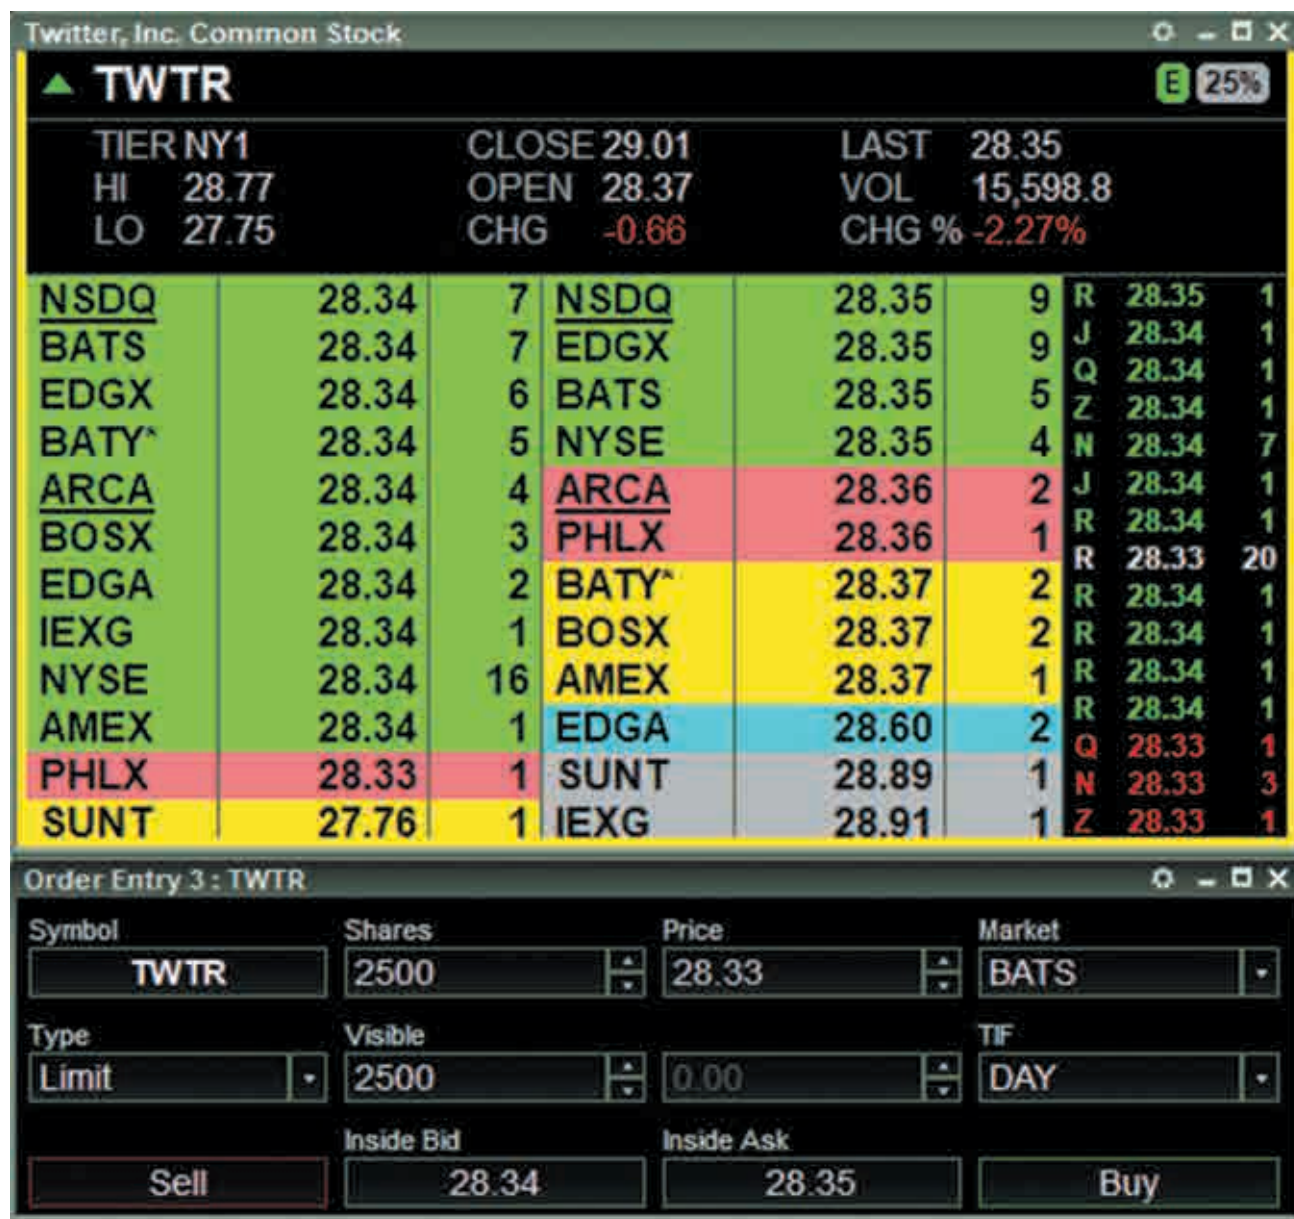 Twitter, Inc. Common Stock
TWTR E 25%
TIER NY1 CLOSE 29.01 LAST 28.35
HI 28.77 OPEN 28.37 VOL 15,598.8
LO 27.75 CHG -0.66 CHG % -2.27%
NSDQ 28.34 7 NSDQ 28.35 9 R 28.35 1
BATS 28.34 7 EDGX 28.35 9 J 28.34 1
Q 28.34 1
EDGX 28.34 6 BATS 28.35 5 Z 28.34 1
BATY* 28.34 5 NYSE 28.35 4 N 28.34 7
ARCA 28.34 4 ARCA 28.36 2 J 28.34 1
BOSX 28.34 3 PHLX 28.36 1 R 28.34 1
R 28.33 20
EDGA 28.34 2 BATY* 28.37 2 R 28.34 1
IEXG 28.34 1 BOSX 28.37 2 R 28.34 1
NYSE 28.34 16 AMEX 28.37 1 R 28.34 1
AMEX 28.34 1 EDGA 28.60 2 R 28.34 1
Q 28.33 1
PHLX 28.33 1 SUNT 28.89 1 N 28.33 3
SUNT 27.76 1 IEXG 28.91 1 Z 28.33 1
Order Entry 3 : TWTR
Symbol Shares Price Market
TWTR 2500 28.33 BATS
Type Visible TIF
Limit 2500 0.00 DAY
Inside Bid Inside Ask
Sell 28.34 28.35 Buy